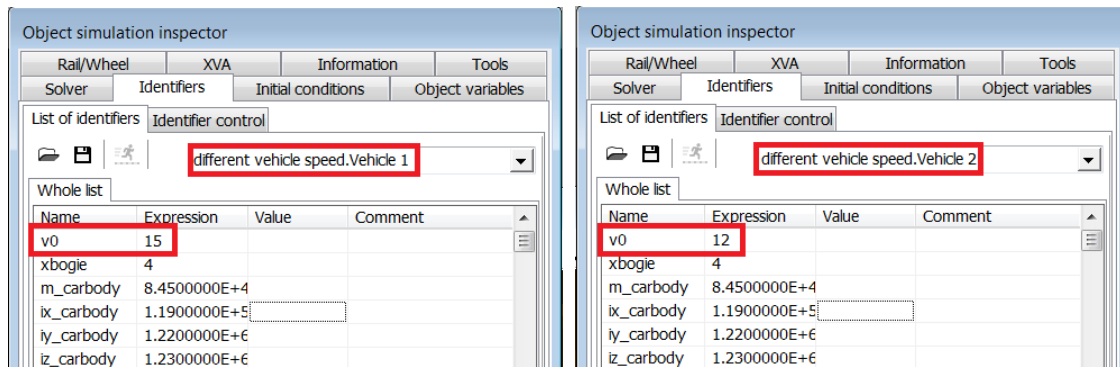 Object simulation inspector
Rail/Wheel XVA Information Tools
Solver Identifiers Initial conditions Object variables
List of identifiers Identifier control
different vehicle speed.Vehicle 1
Whole list
Name Expression Value Comment
v0 15
xbogie 4
m_carbody 8.4500000E+4
ix_carbody 1.1900000E+5
iy_carbody 1.2200000E+6
iz_carbody 1.2300000E+6
Object simulation inspector
Rail/Wheel XVA Information Tools
Solver Identifiers Initial conditions Object variables
List of identifiers Identifier control
different vehicle speed.Vehicle 2
Whole list
Name Expression Value Comment
v0 12
xbogie 4
m_carbody 8.4500000E+4
ix_carbody 1.1900000E+5
iy_carbody 1.2200000E+6
iz_carbody 1.2300000E+6